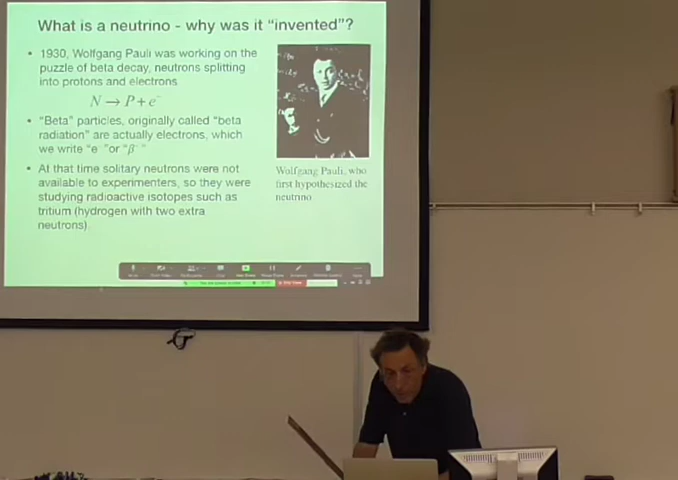 What is a neutrino - why was it "invented"?
• 1930, Wolfgang Pauli was working on the
puzzle of beta decay, neutrons splitting
into protons and electrons
N → P + e⁻
• "Beta" particles, originally called "beta
radiation" are actually electrons, which
we write "e⁻" or "β⁻"
• At that time solitary neutrons were not
available to experimenters, so they were
studying radioactive isotopes such as
tritium (hydrogen with two extra
neutrons).
Wolfgang Pauli, who
first hypothesized the
neutrino